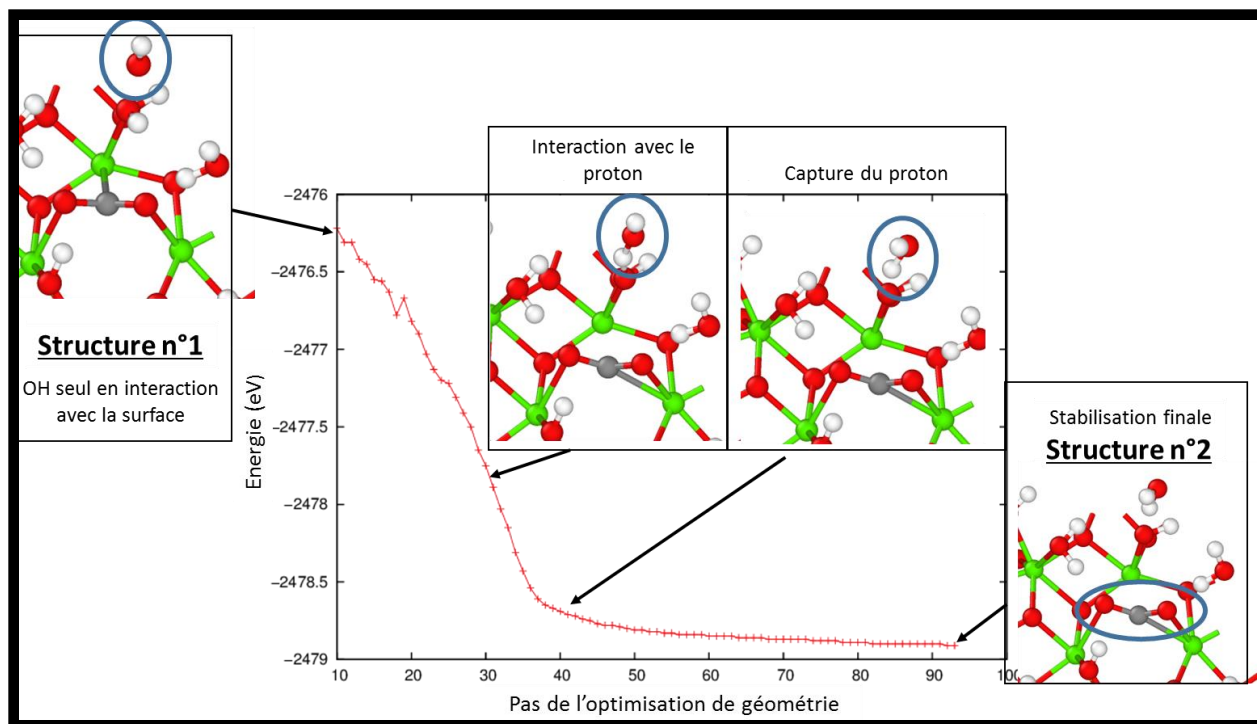 Structure n°1
OH seul en interaction
avec la surface
Interaction avec le
proton
Capture du proton
Stabilisation finale
Structure n°2
Energie (eV)
−2476
−2476.5
−2477
−2477.5
−2478
−2478.5
−2479
10
20
30
40
50
60
70
80
90
100
Pas de l’optimisation de géométrie